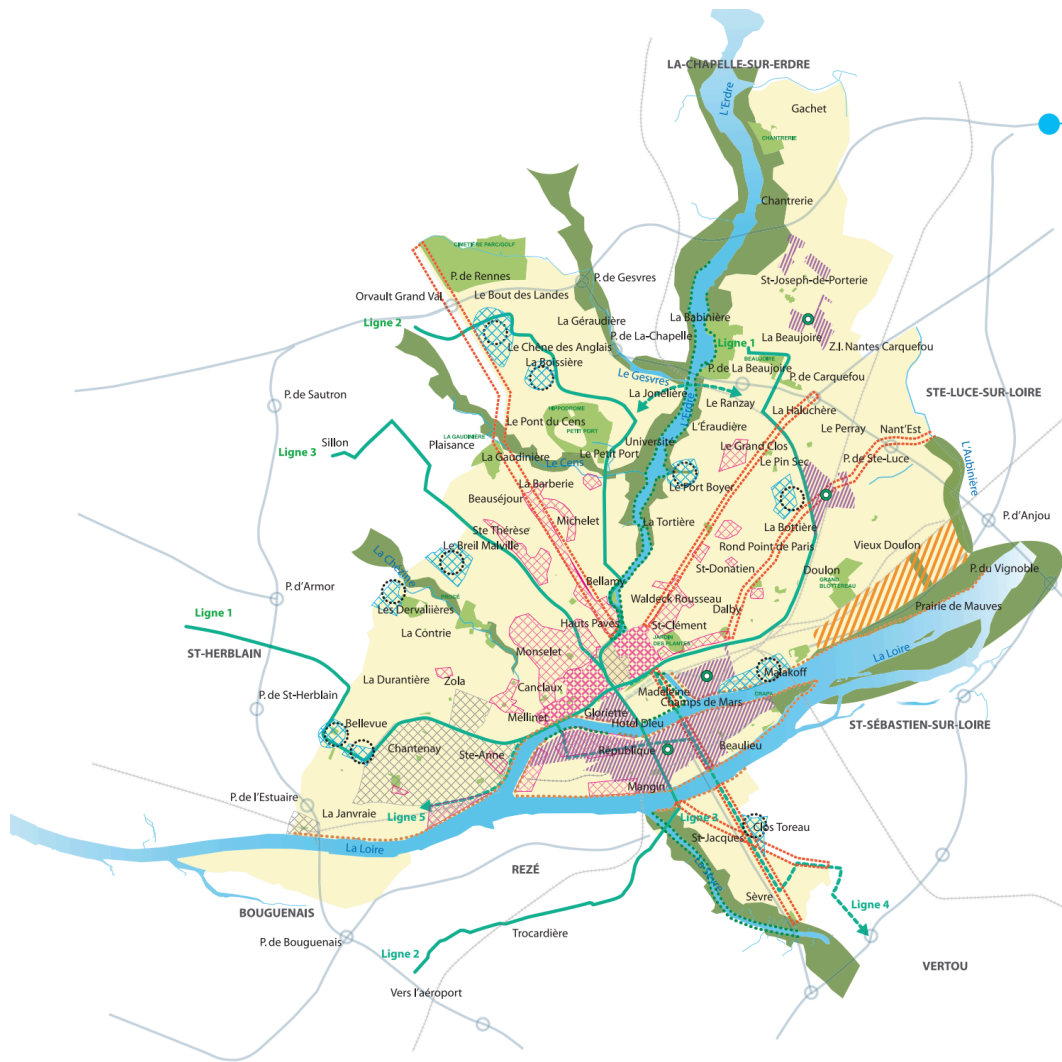 LA-CHAPELLE-SUR-ERDRE
L'Erdre
Gachet
CHANTRERIE
Chantrerie
CIMETIÈRE PARC/GOLF
P. de Rennes
P. de Gesvres
St-Joseph-de-Porterie
Orvault Grand Val
Le Bout des Landes
Ligne 2
La Géraudière
La Babinière
P. de La-Chapelle
La Beaujoire
Ligne 1
Z.I. Nantes Carquefou
Le Chêne des Anglais
La Boissière
BEAUJOIRE
P. de La Beaujoire
P. de Carquefou
Le Gesvres
STE-LUCE-SUR-LOIRE
La Jonelière
Le Ranzay
La Haluchère
P. de Sautron
L'Erdre
HIPPODROME
PETIT PORT
Le Pont du Cens
L'Éraudière
Le Perray
Nant'Est
Sillon
Plaisance
LA GAUDINIÈRE
Université
Le Grand Clos
Ligne 3
La Gaudinière
Le Cens
Le Petit Port
Le Pin Sec
P. de Ste-Luce
L'Aubinière
La Barberie
Le Port Boyer
Beauséjour
Michelet
La Tortière
La Bottière
P. d'Anjou
Ste Thérèse
Le Breil Malville
Rond Point de Paris
Vieux Doulon
La Chézine
St-Donatien
Doulon
P. du Vignoble
P. d'Armor
Bellamy
GRAND
BLOTTEREAU
PROCÉ
Les Dervallières
Waldeck Rousseau
Dalby
Prairie de Mauves
Ligne 1
Hauts Pavés
St-Clément
La Contrie
JARDIN
DES PLANTES
ST-HERBLAIN
Monselet
La Loire
La Durantière
Zola
Malakoff
P. de St-Herblain
Canclaux
Madeleine
CRAPA
Champs de Mars
Mellinet
Gloriette
Hotel Dieu
ST-SÉBASTIEN-SUR-LOIRE
Bellevue
Chantenay
Ste-Anne
République
Beaulieu
Mangin
P. de l'Estuaire
La Janvraie
Ligne 5
Ligne 3
Clos Toreau
St-Jacques
La Loire
REZÉ
Sèvre
Ligne 4
BOUGUENAIS
Trocardière
P. de Bouguenais
Ligne 2
VERTOU
Vers l'aéroport